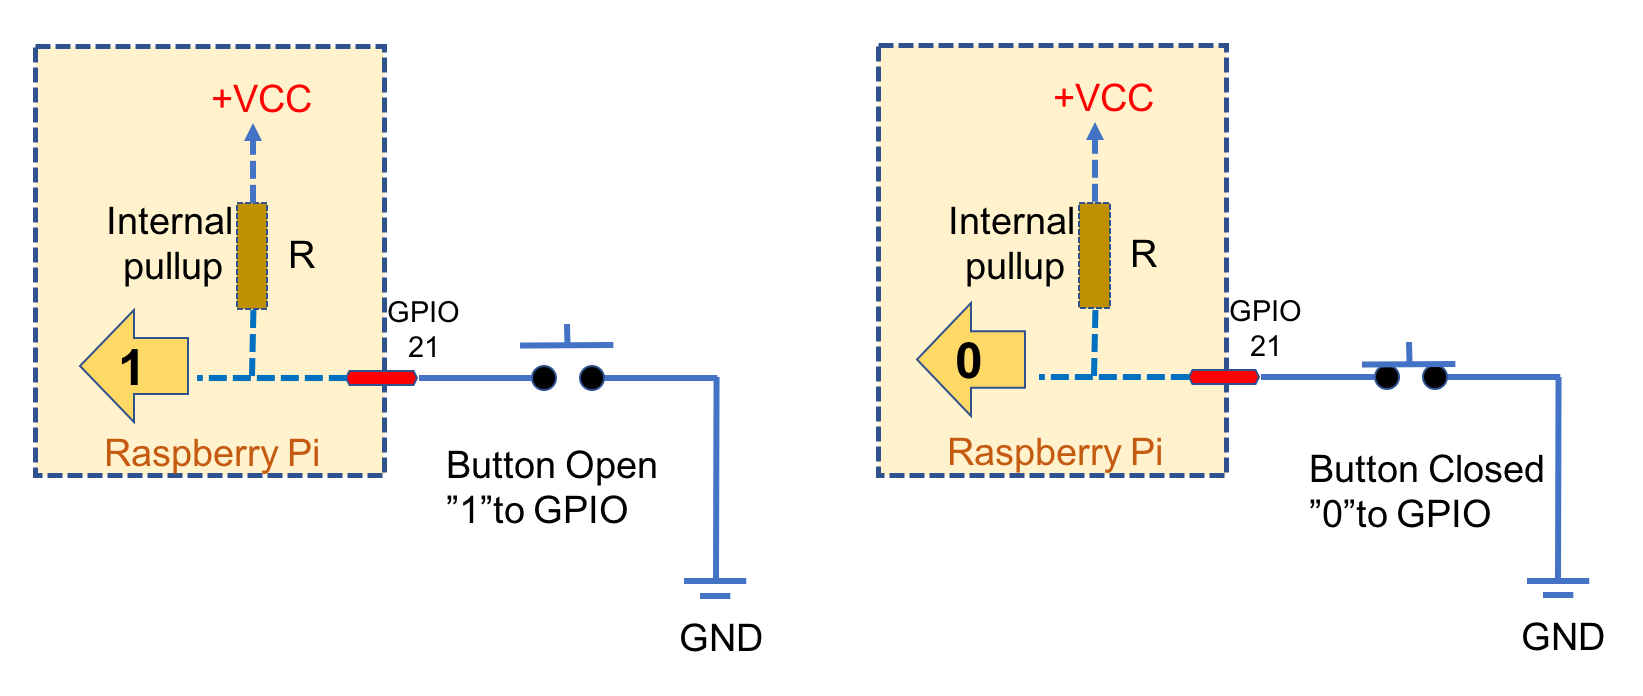 +VCC
Internal
pullup
R
GPIO
21
1
Raspberry Pi
Button Open
”1”to GPIO
GND
+VCC
Internal
pullup
R
GPIO
21
0
Raspberry Pi
Button Closed
”0”to GPIO
GND